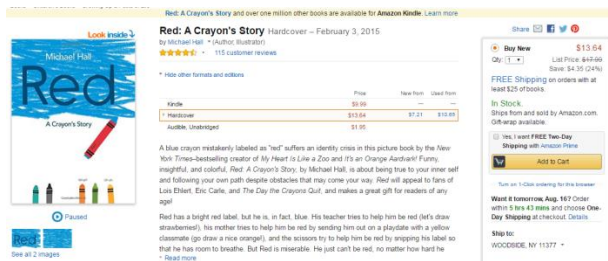 Red: A Crayon's Story and over one million other books are available for Amazon Kindle. Learn more
Look inside
Michael Hall
Red
A Crayon's Story
Paused
See all 2 images
Red: A Crayon's Story Hardcover – February 3, 2015
by Michael Hall (Author, Illustrator)
115 customer reviews
Hide other formats and editions
Price New from Used from
Kindle $9.99 — —
Hardcover $13.64 $7.21 $10.85
Audible, Unabridged $1.95
A blue crayon mistakenly labeled as "red" suffers an identity crisis in this picture book by the New
York Times–bestselling creator of My Heart Is Like a Zoo and It's an Orange Aardvark! Funny,
insightful, and colorful, Red: A Crayon's Story, by Michael Hall, is about being true to your inner self
and following your own path despite obstacles that may come your way. Red will appeal to fans of
Lois Ehlert, Eric Carle, and The Day the Crayons Quit, and makes a great gift for readers of any
age!
Red has a bright red label, but he is, in fact, blue. His teacher tries to help him be red (let's draw
strawberries!), his mother tries to help him be red by sending him out on a playdate with a yellow
classmate (go draw a nice orange!), and the scissors try to help him be red by snipping his label so
that he has room to breathe. But Red is miserable. He just can't be red, no matter how hard he
Read more
Share
Buy New $13.64
Qty: 1 List Price: $17.99
Save: $4.35 (24%)
FREE Shipping on orders with at
least $25 of books.
In Stock.
Ships from and sold by Amazon.com.
Gift-wrap available.
Yes, I want FREE Two-Day
Shipping with Amazon Prime
Add to Cart
Turn on 1-Click ordering for this browser
Want it tomorrow, Aug. 16? Order
within 5 hrs 43 mins and choose One-
Day Shipping at checkout. Details
Ship to:
WOODSIDE, NY 11377